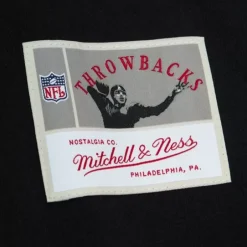 NFL
THROWBACKS
NOSTALGIA CO.
Mitchell & Ness
PHILADELPHIA, PA.